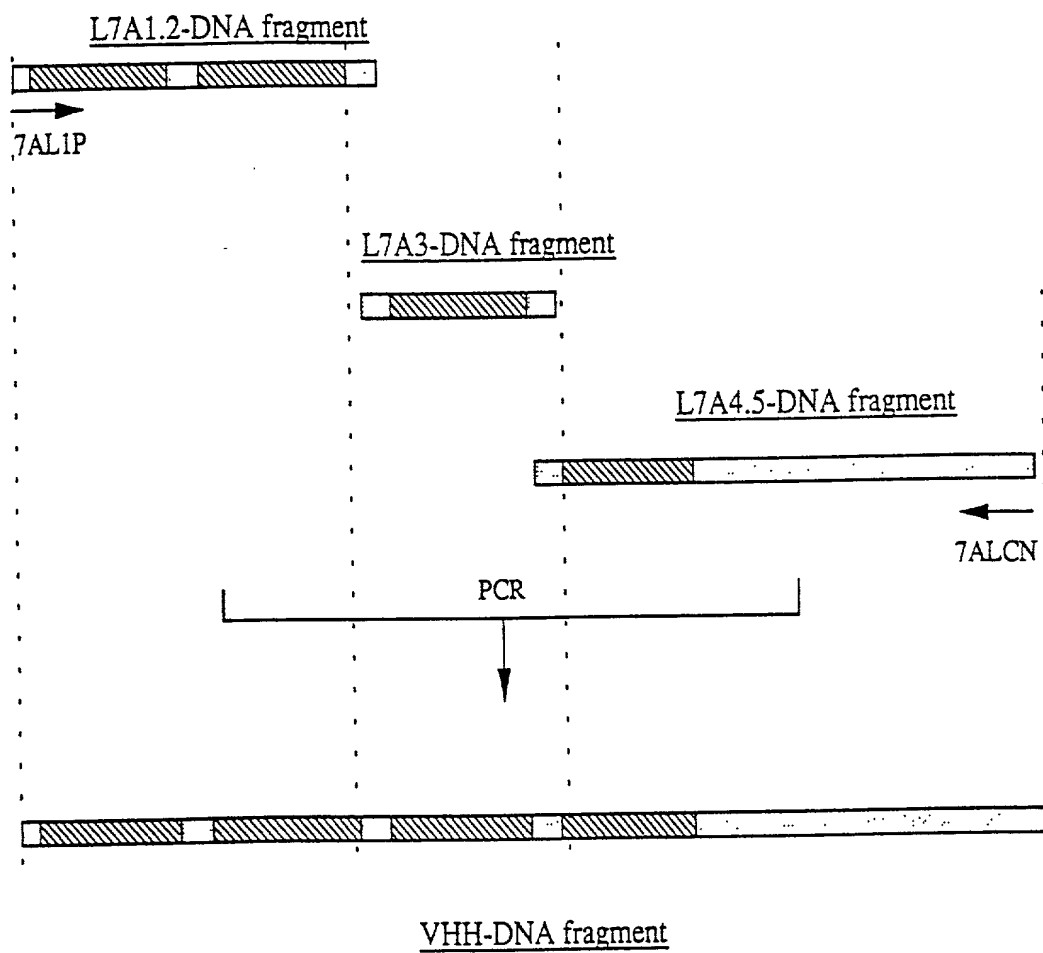 L7A1.2-DNA fragment
7AL1P
L7A3-DNA fragment
L7A4.5-DNA fragment
7ALCN
PCR
VHH-DNA fragment